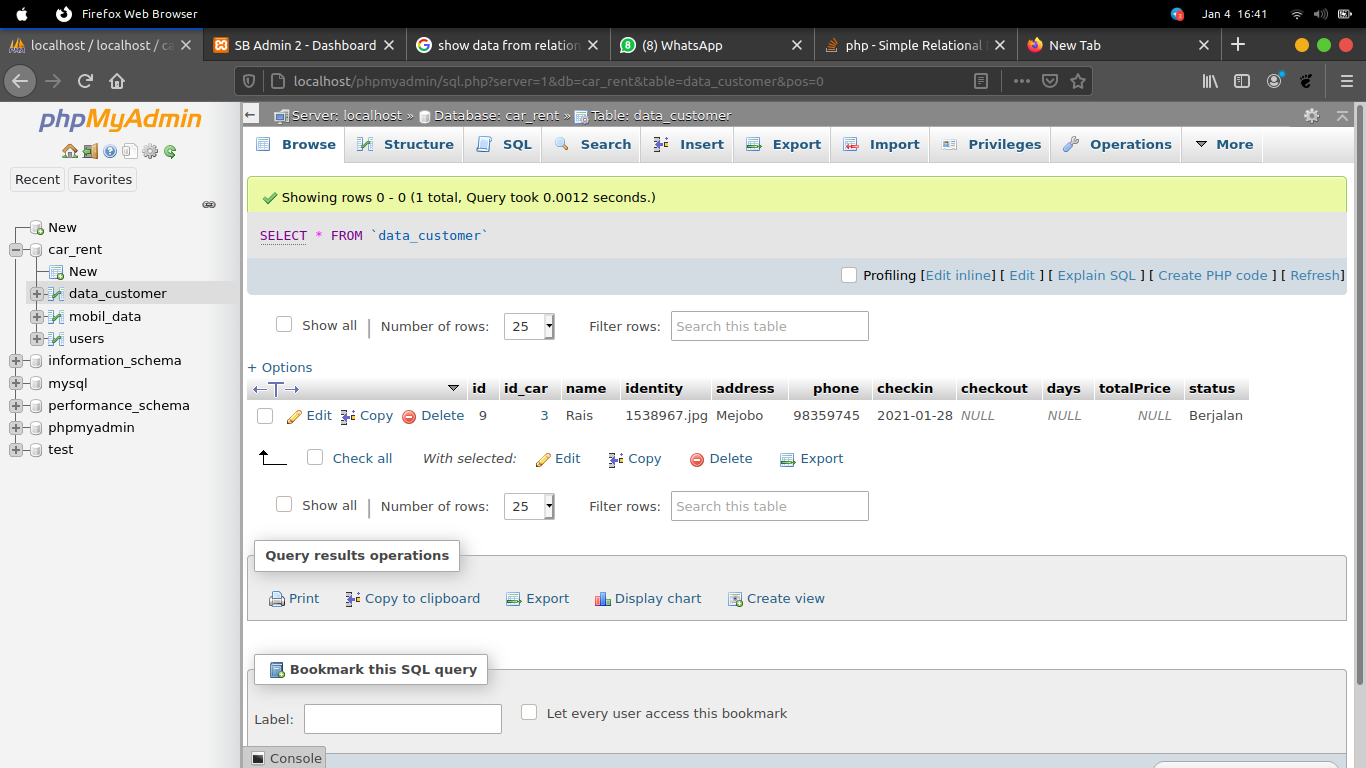 Firefox Web Browser
Jan 4 16:41
localhost / localhost / ca
SB Admin 2 - Dashboard
show data from relation
(8) WhatsApp
php - Simple Relational
New Tab
localhost/phpmyadmin/sql.php?server=1&db=car_rent&table=data_customer&pos=0
phpMyAdmin
Recent Favorites
New
car_rent
New
data_customer
mobil_data
users
information_schema
mysql
performance_schema
phpmyadmin
test
Server: localhost » Database: car_rent » Table: data_customer
Browse Structure SQL Search Insert Export Import Privileges Operations More
Showing rows 0 - 0 (1 total, Query took 0.0012 seconds.)
SELECT * FROM `data_customer`
Profiling [Edit inline] [ Edit ] [ Explain SQL ] [ Create PHP code ] [ Refresh]
Show all | Number of rows: 25 Filter rows: Search this table
+ Options
id id_car name identity address phone checkin checkout days totalPrice status
Edit Copy Delete 9 3 Rais 1538967.jpg Mejobo 98359745 2021-01-28 NULL NULL NULL Berjalan
Check all With selected: Edit Copy Delete Export
Show all | Number of rows: 25 Filter rows: Search this table
Query results operations
Print Copy to clipboard Export Display chart Create view
Bookmark this SQL query
Label: Let every user access this bookmark
Console